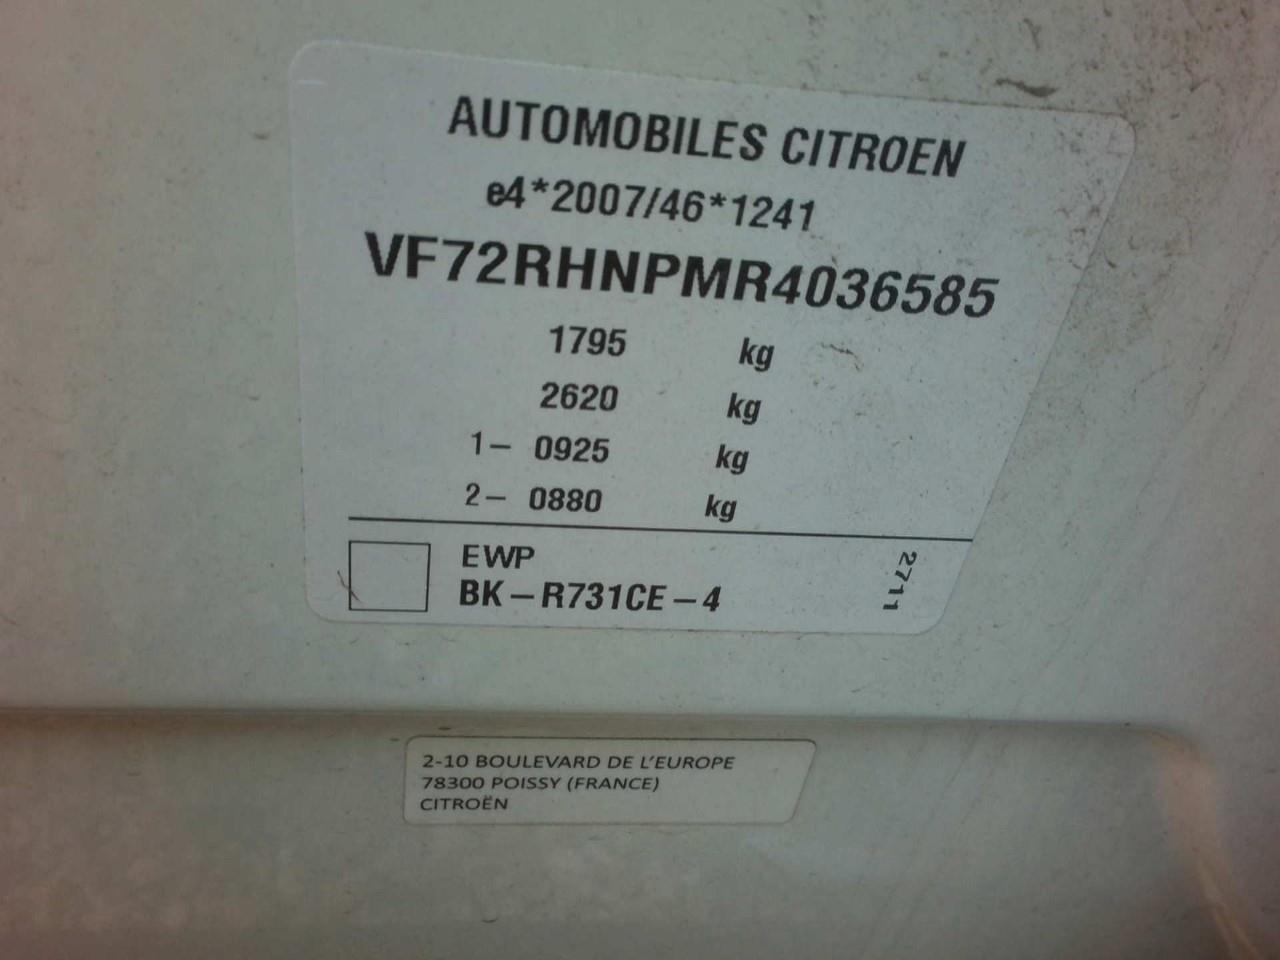 AUTOMOBILES CITROEN
e4*2007/46*1241
VF72RHNPMR4036585
1795 kg
2620 kg
1- 0925 kg
2- 0880 kg
EWP
BK-R731CE-4
2711
2-10 BOULEVARD DE L'EUROPE
78300 POISSY (FRANCE)
CITROËN